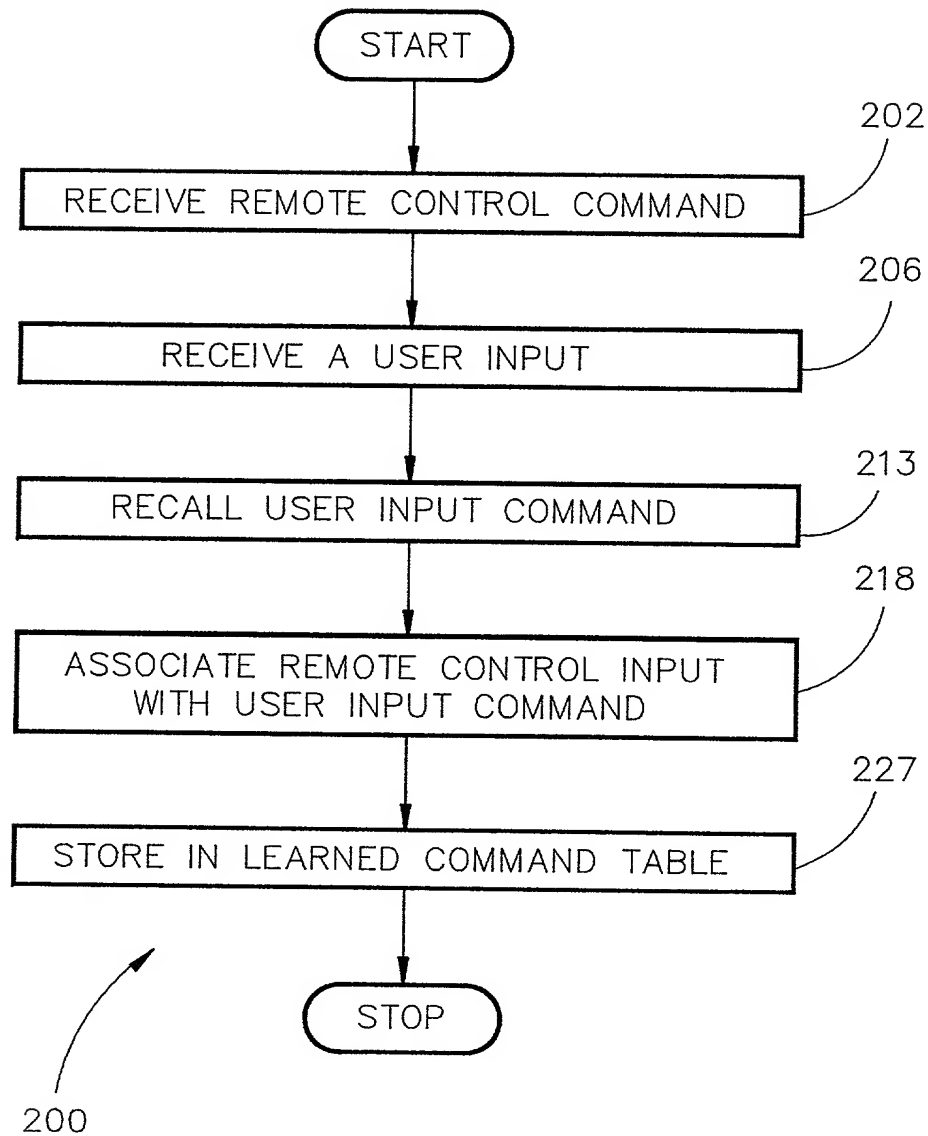 START
202
RECEIVE REMOTE CONTROL COMMAND
206
RECEIVE A USER INPUT
213
RECALL USER INPUT COMMAND
218
ASSOCIATE REMOTE CONTROL INPUT
WITH USER INPUT COMMAND
227
STORE IN LEARNED COMMAND TABLE
STOP
200